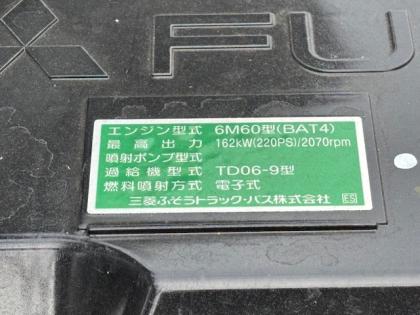 FU
エンジン型式 6M60型(BAT4)
最高出力 162kW(220PS)/2070rpm
噴射ポンプ型式
過給機型式 TD06-9型
燃料噴射方式 電子式
三菱ふそうトラック・バス株式会社 ES